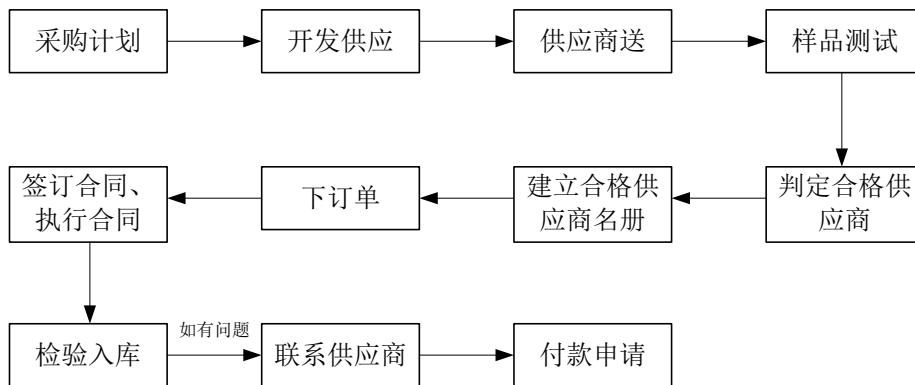 采购计划
开发供应
供应商送
样品测试
签订合同、
执行合同
下订单
建立合格供
应商名册
判定合格供
应商
检验入库
如有问题
联系供应商
付款申请